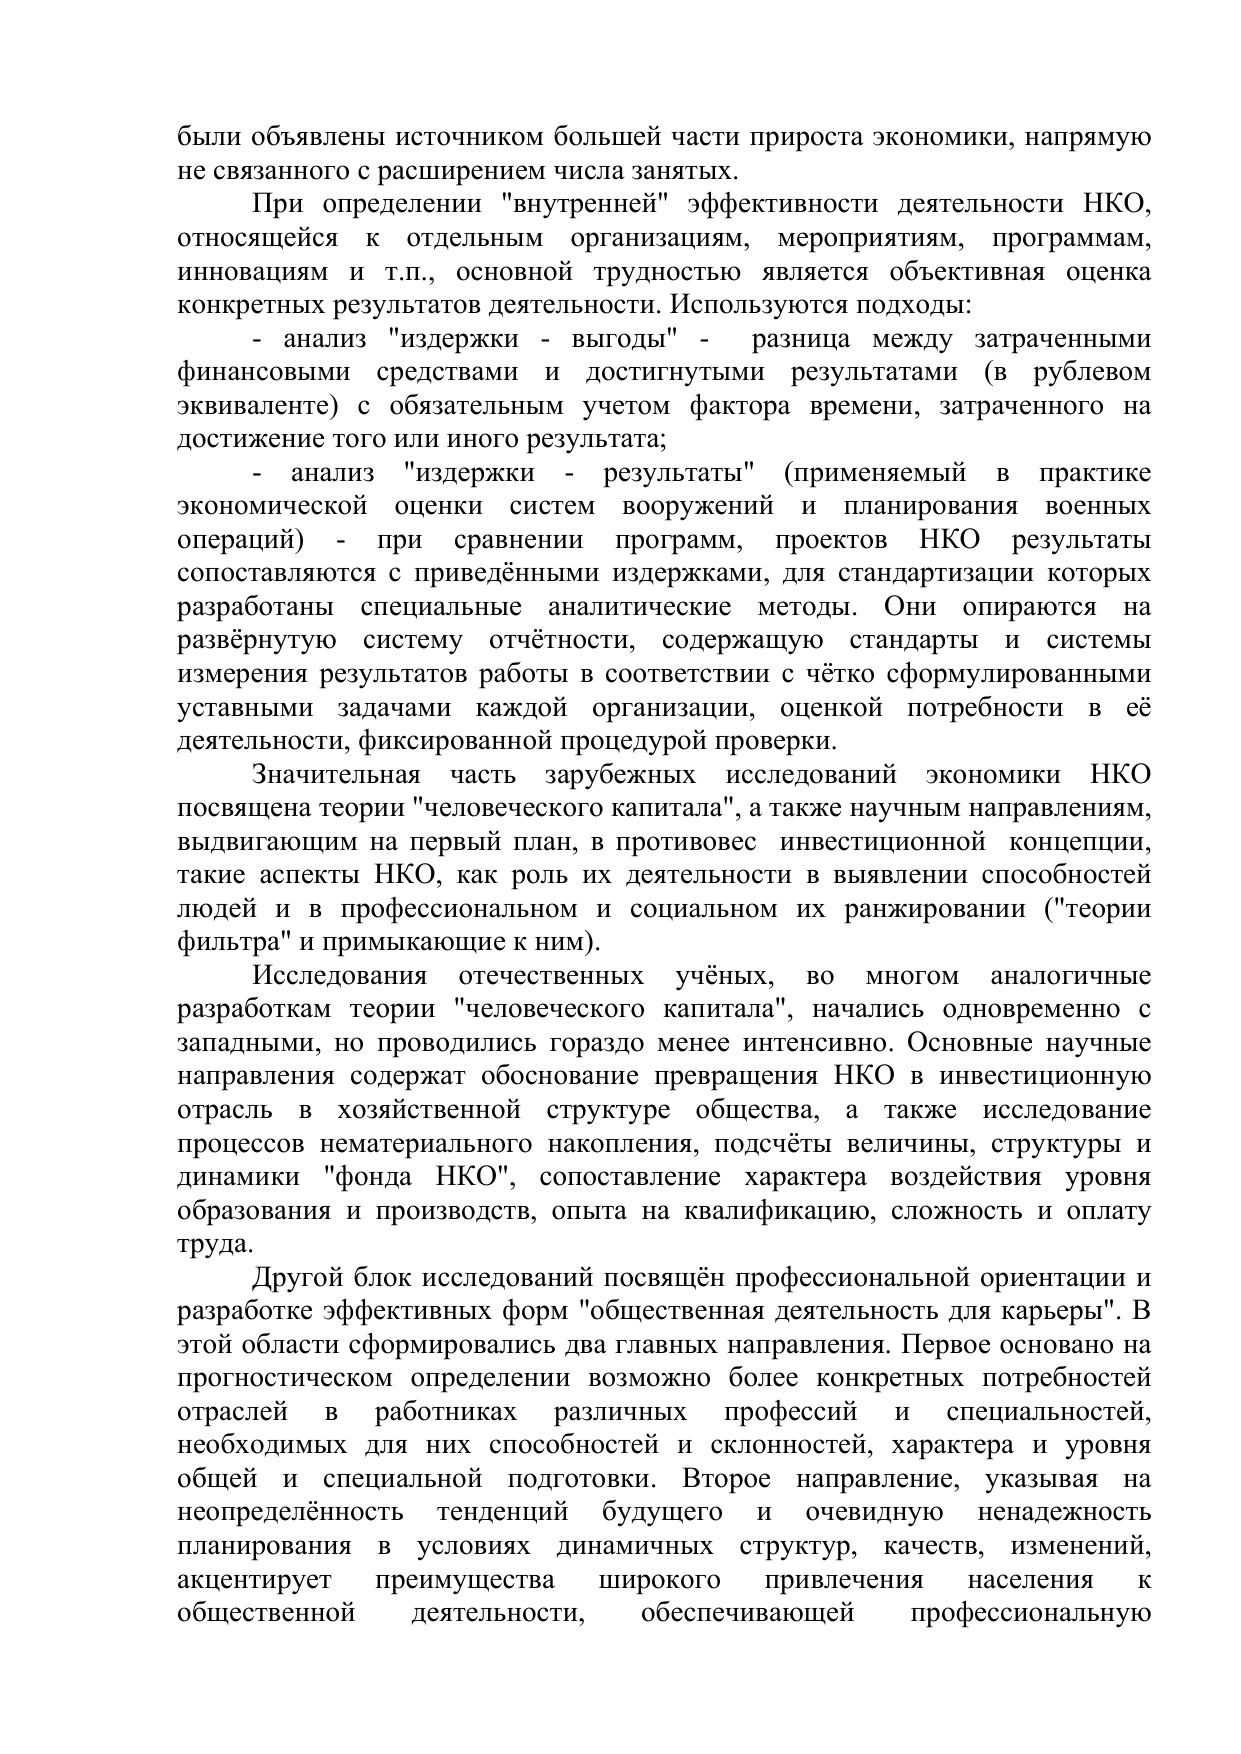 были объявлены источником большей части прироста экономики, напрямую
не связанного с расширением числа занятых.
При определении "внутренней" эффективности деятельности НКО,
относящейся к отдельным организациям, мероприятиям, программам,
инновациям и т.п., основной трудностью является объективная оценка
конкретных результатов деятельности. Используются подходы:
- анализ "издержки - выгоды" - разница между затраченными
финансовыми средствами и достигнутыми результатами (в рублевом
эквиваленте) с обязательным учетом фактора времени, затраченного на
достижение того или иного результата;
- анализ "издержки - результаты" (применяемый в практике
экономической оценки систем вооружений и планирования военных
операций) - при сравнении программ, проектов НКО результаты
сопоставляются с приведёнными издержками, для стандартизации которых
разработаны специальные аналитические методы. Они опираются на
развёрнутую систему отчётности, содержащую стандарты и системы
измерения результатов работы в соответствии с чётко сформулированными
уставными задачами каждой организации, оценкой потребности в её
деятельности, фиксированной процедурой проверки.
Значительная часть зарубежных исследований экономики НКО
посвящена теории "человеческого капитала", а также научным направлениям,
выдвигающим на первый план, в противовес инвестиционной концепции,
такие аспекты НКО, как роль их деятельности в выявлении способностей
людей и в профессиональном и социальном их ранжировании ("теории
фильтра" и примыкающие к ним).
Исследования отечественных учёных, во многом аналогичные
разработкам теории "человеческого капитала", начались одновременно с
западными, но проводились гораздо менее интенсивно. Основные научные
направления содержат обоснование превращения НКО в инвестиционную
отрасль в хозяйственной структуре общества, а также исследование
процессов нематериального накопления, подсчёты величины, структуры и
динамики "фонда НКО", сопоставление характера воздействия уровня
образования и производств, опыта на квалификацию, сложность и оплату
труда.
Другой блок исследований посвящён профессиональной ориентации и
разработке эффективных форм "общественная деятельность для карьеры". В
этой области сформировались два главных направления. Первое основано на
прогностическом определении возможно более конкретных потребностей
отраслей в работниках различных профессий и специальностей,
необходимых для них способностей и склонностей, характера и уровня
общей и специальной подготовки. Второе направление, указывая на
неопределённость тенденций будущего и очевидную ненадежность
планирования в условиях динамичных структур, качеств, изменений,
акцентирует преимущества широкого привлечения населения к
общественной деятельности, обеспечивающей профессиональную